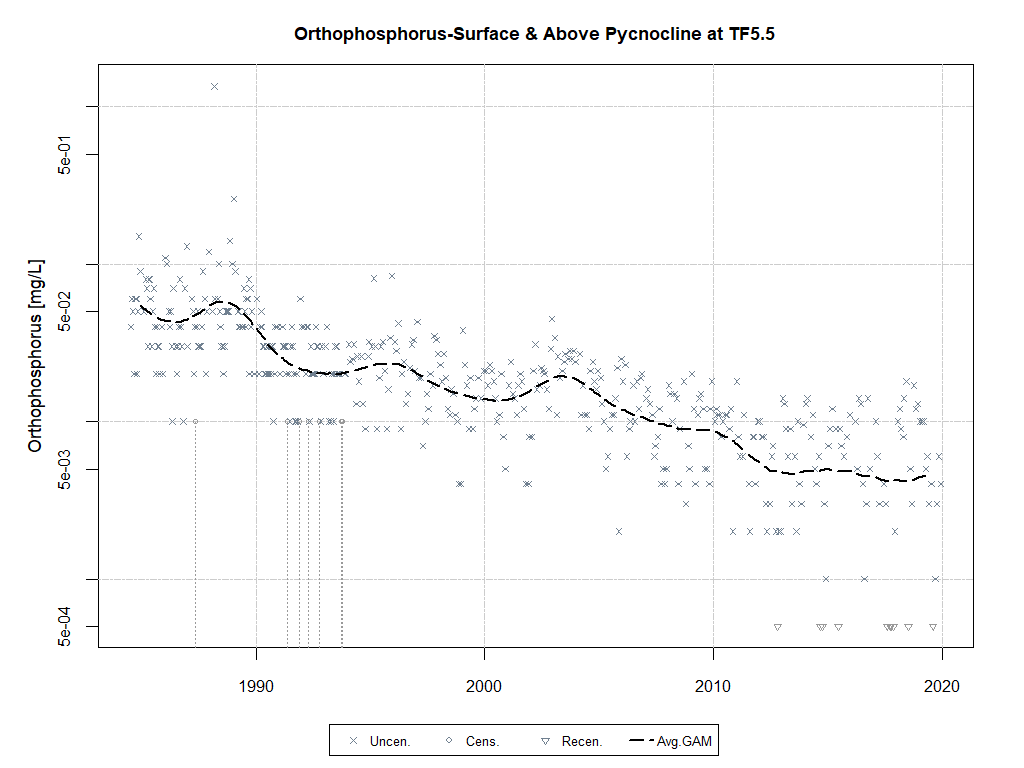 Orthophosphorus-Surface & Above Pycnocline at TF5.5
Orthophosphorus [mg/L]
5e-01
5e-02
5e-03
5e-04
1990 2000 2010 2020
Uncen. Cens. Recen. Avg.GAM